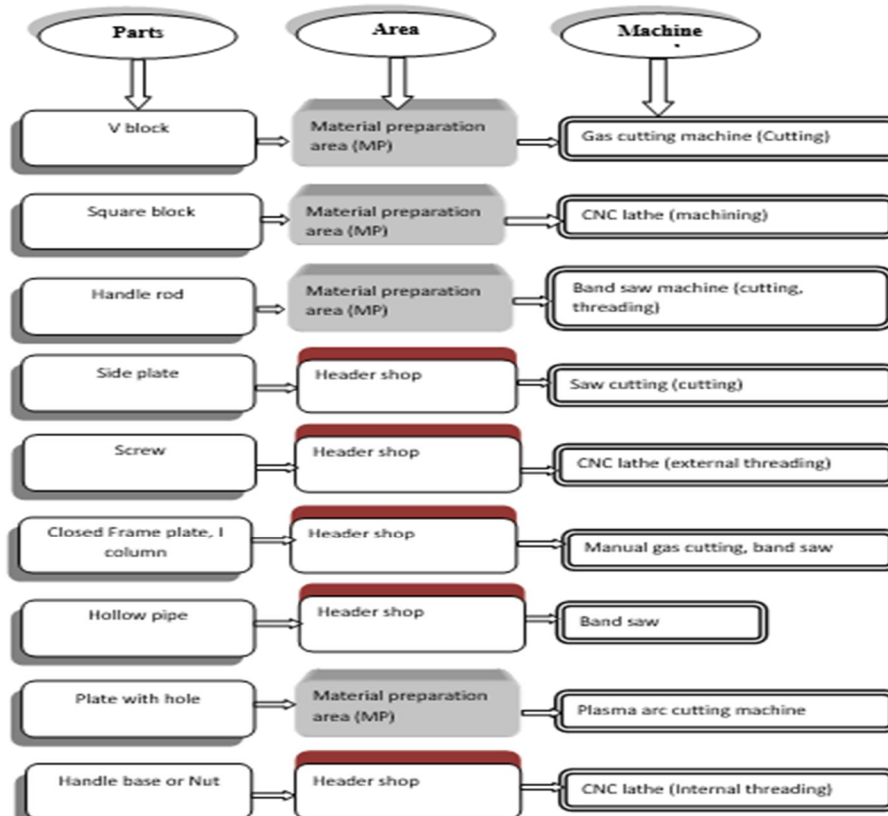 Parts
Area
Machine
V block
Material preparation
area (MP)
Gas cutting machine (Cutting)
Square block
Material preparation
area (MP)
CNC lathe (machining)
Handle rod
Material preparation
area (MP)
Band saw machine (cutting,
threading)
Side plate
Header shop
Saw cutting (cutting)
Screw
Header shop
CNC lathe (external threading)
Closed Frame plate, I
column
Header shop
Manual gas cutting, band saw
Hollow pipe
Header shop
Band saw
Plate with hole
Material preparation
area (MP)
Plasma arc cutting machine
Handle base or Nut
Header shop
CNC lathe (Internal threading)